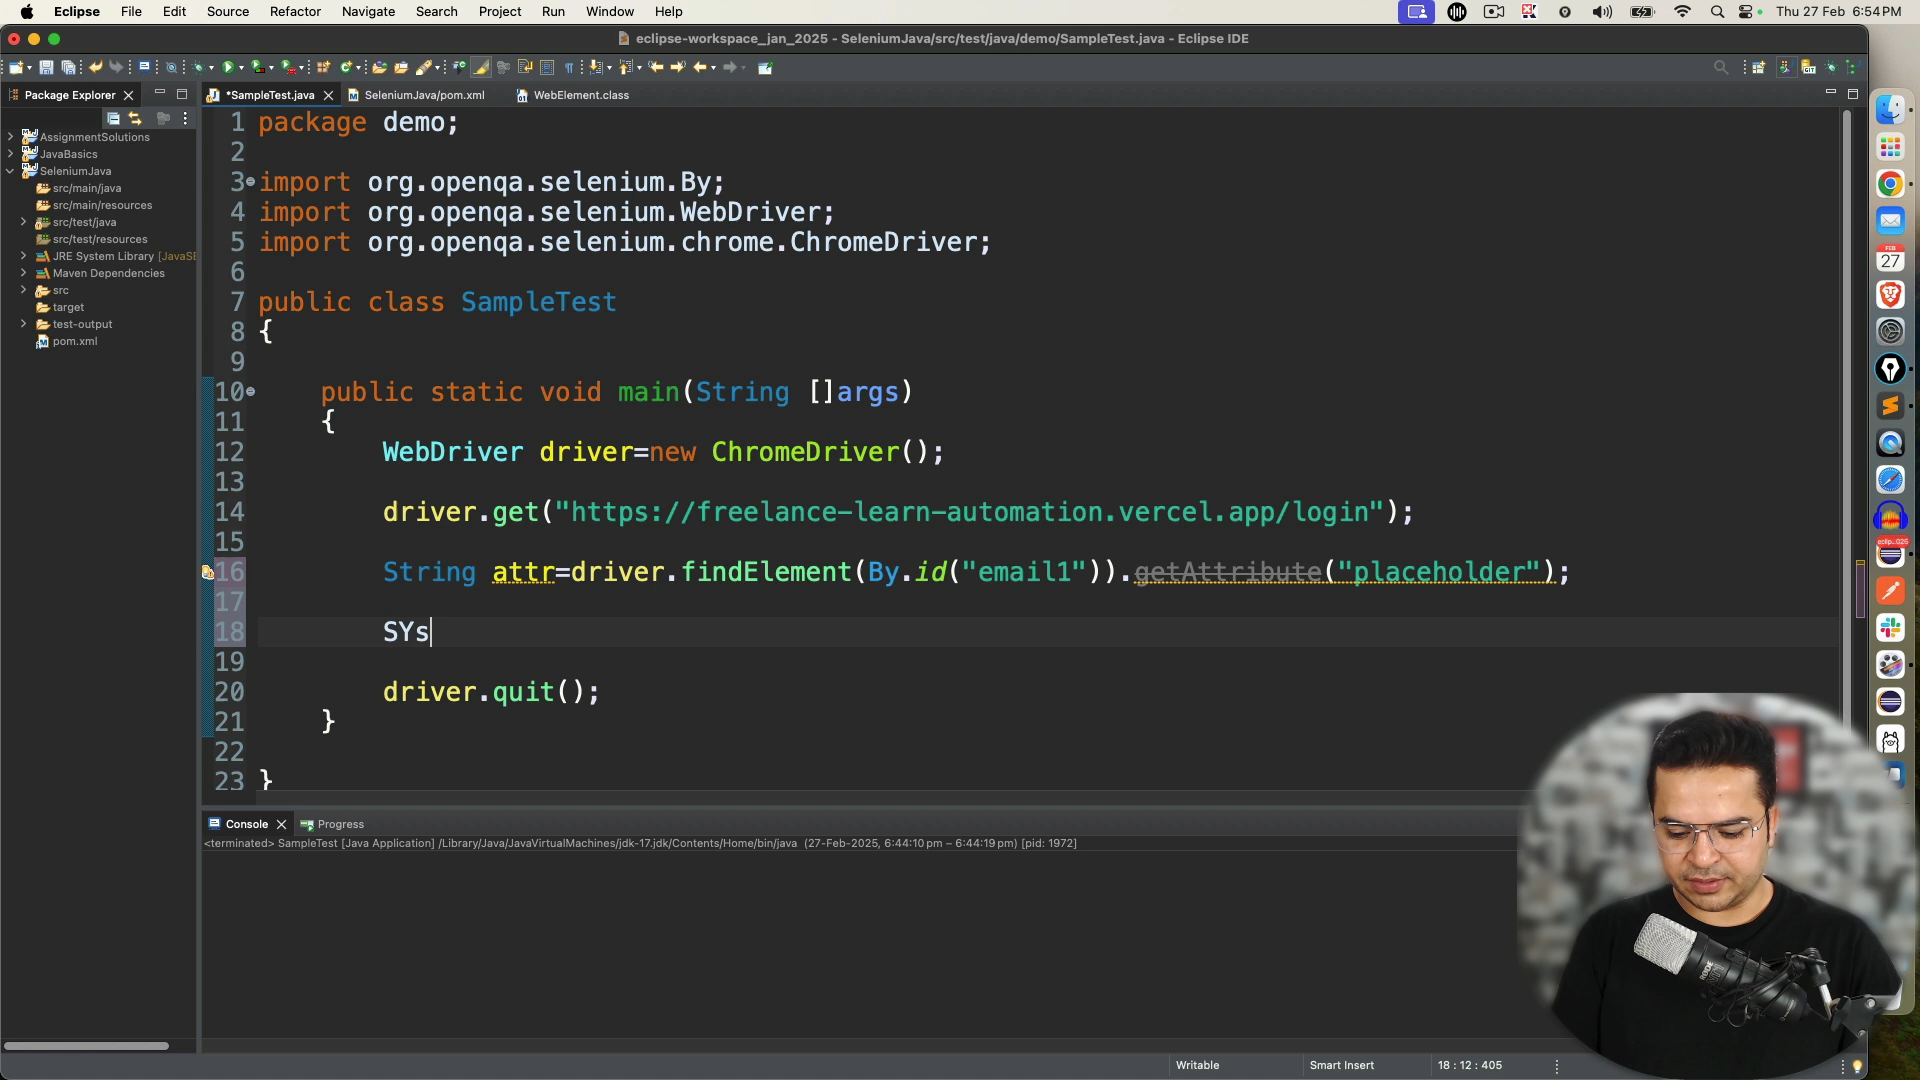 Eclipse File Edit Source Refactor Navigate Search Project Run Window Help Thu 27 Feb 6:54 PM
eclipse-workspace_jan_2025 - SeleniumJava/src/test/java/demo/SampleTest.java - Eclipse IDE
Package Explorer
AssignmentSolutions
JavaBasics
SeleniumJava
src/main/java
src/main/resources
src/test/java
src/test/resources
JRE System Library [JavaSE
Maven Dependencies
src
target
test-output
pom.xml
*SampleTest.java SeleniumJava/pom.xml WebElement.class
1 package demo;
2
3 import org.openqa.selenium.By;
4 import org.openqa.selenium.WebDriver;
5 import org.openqa.selenium.chrome.ChromeDriver;
6
7 public class SampleTest
8 {
9
10 public static void main(String []args)
11 {
12 WebDriver driver=new ChromeDriver();
13
14 driver.get("https://freelance-learn-automation.vercel.app/login");
15
16 String attr=driver.findElement(By.id("email1")).getAttribute("placeholder");
17
18 SYs
19
20 driver.quit();
21 }
22
23 }
Console Progress
<terminated> SampleTest [Java Application] /Library/Java/JavaVirtualMachines/jdk-17.jdk/Contents/Home/bin/java (27-Feb-2025, 6:44:10 pm – 6:44:19 pm) [pid: 1972]
Writable Smart Insert 18 : 12 : 405
FEB
27
eclip...025
RODE